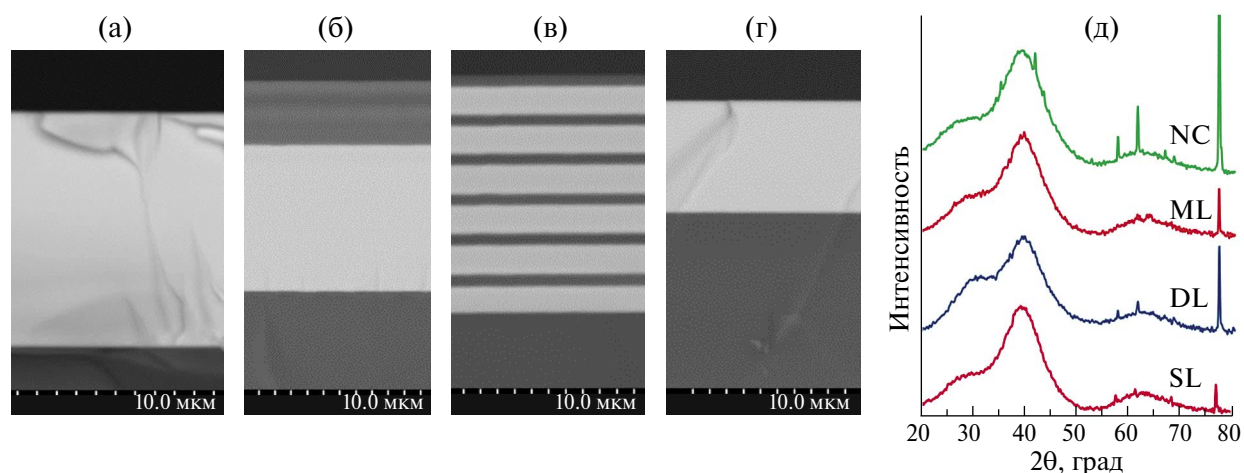 (а) (б) (в) (г) (д)
NC
ML
DL
SL
Интенсивность
10.0 мкм 10.0 мкм 10.0 мкм 10.0 мкм
20 30 40 50 60 70 80
2θ, град